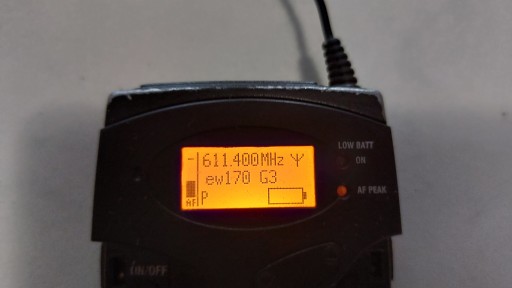 611.400MHz
ew170 G3
AF P
LOW BATT
ON
AF PEAK
ON/OFF